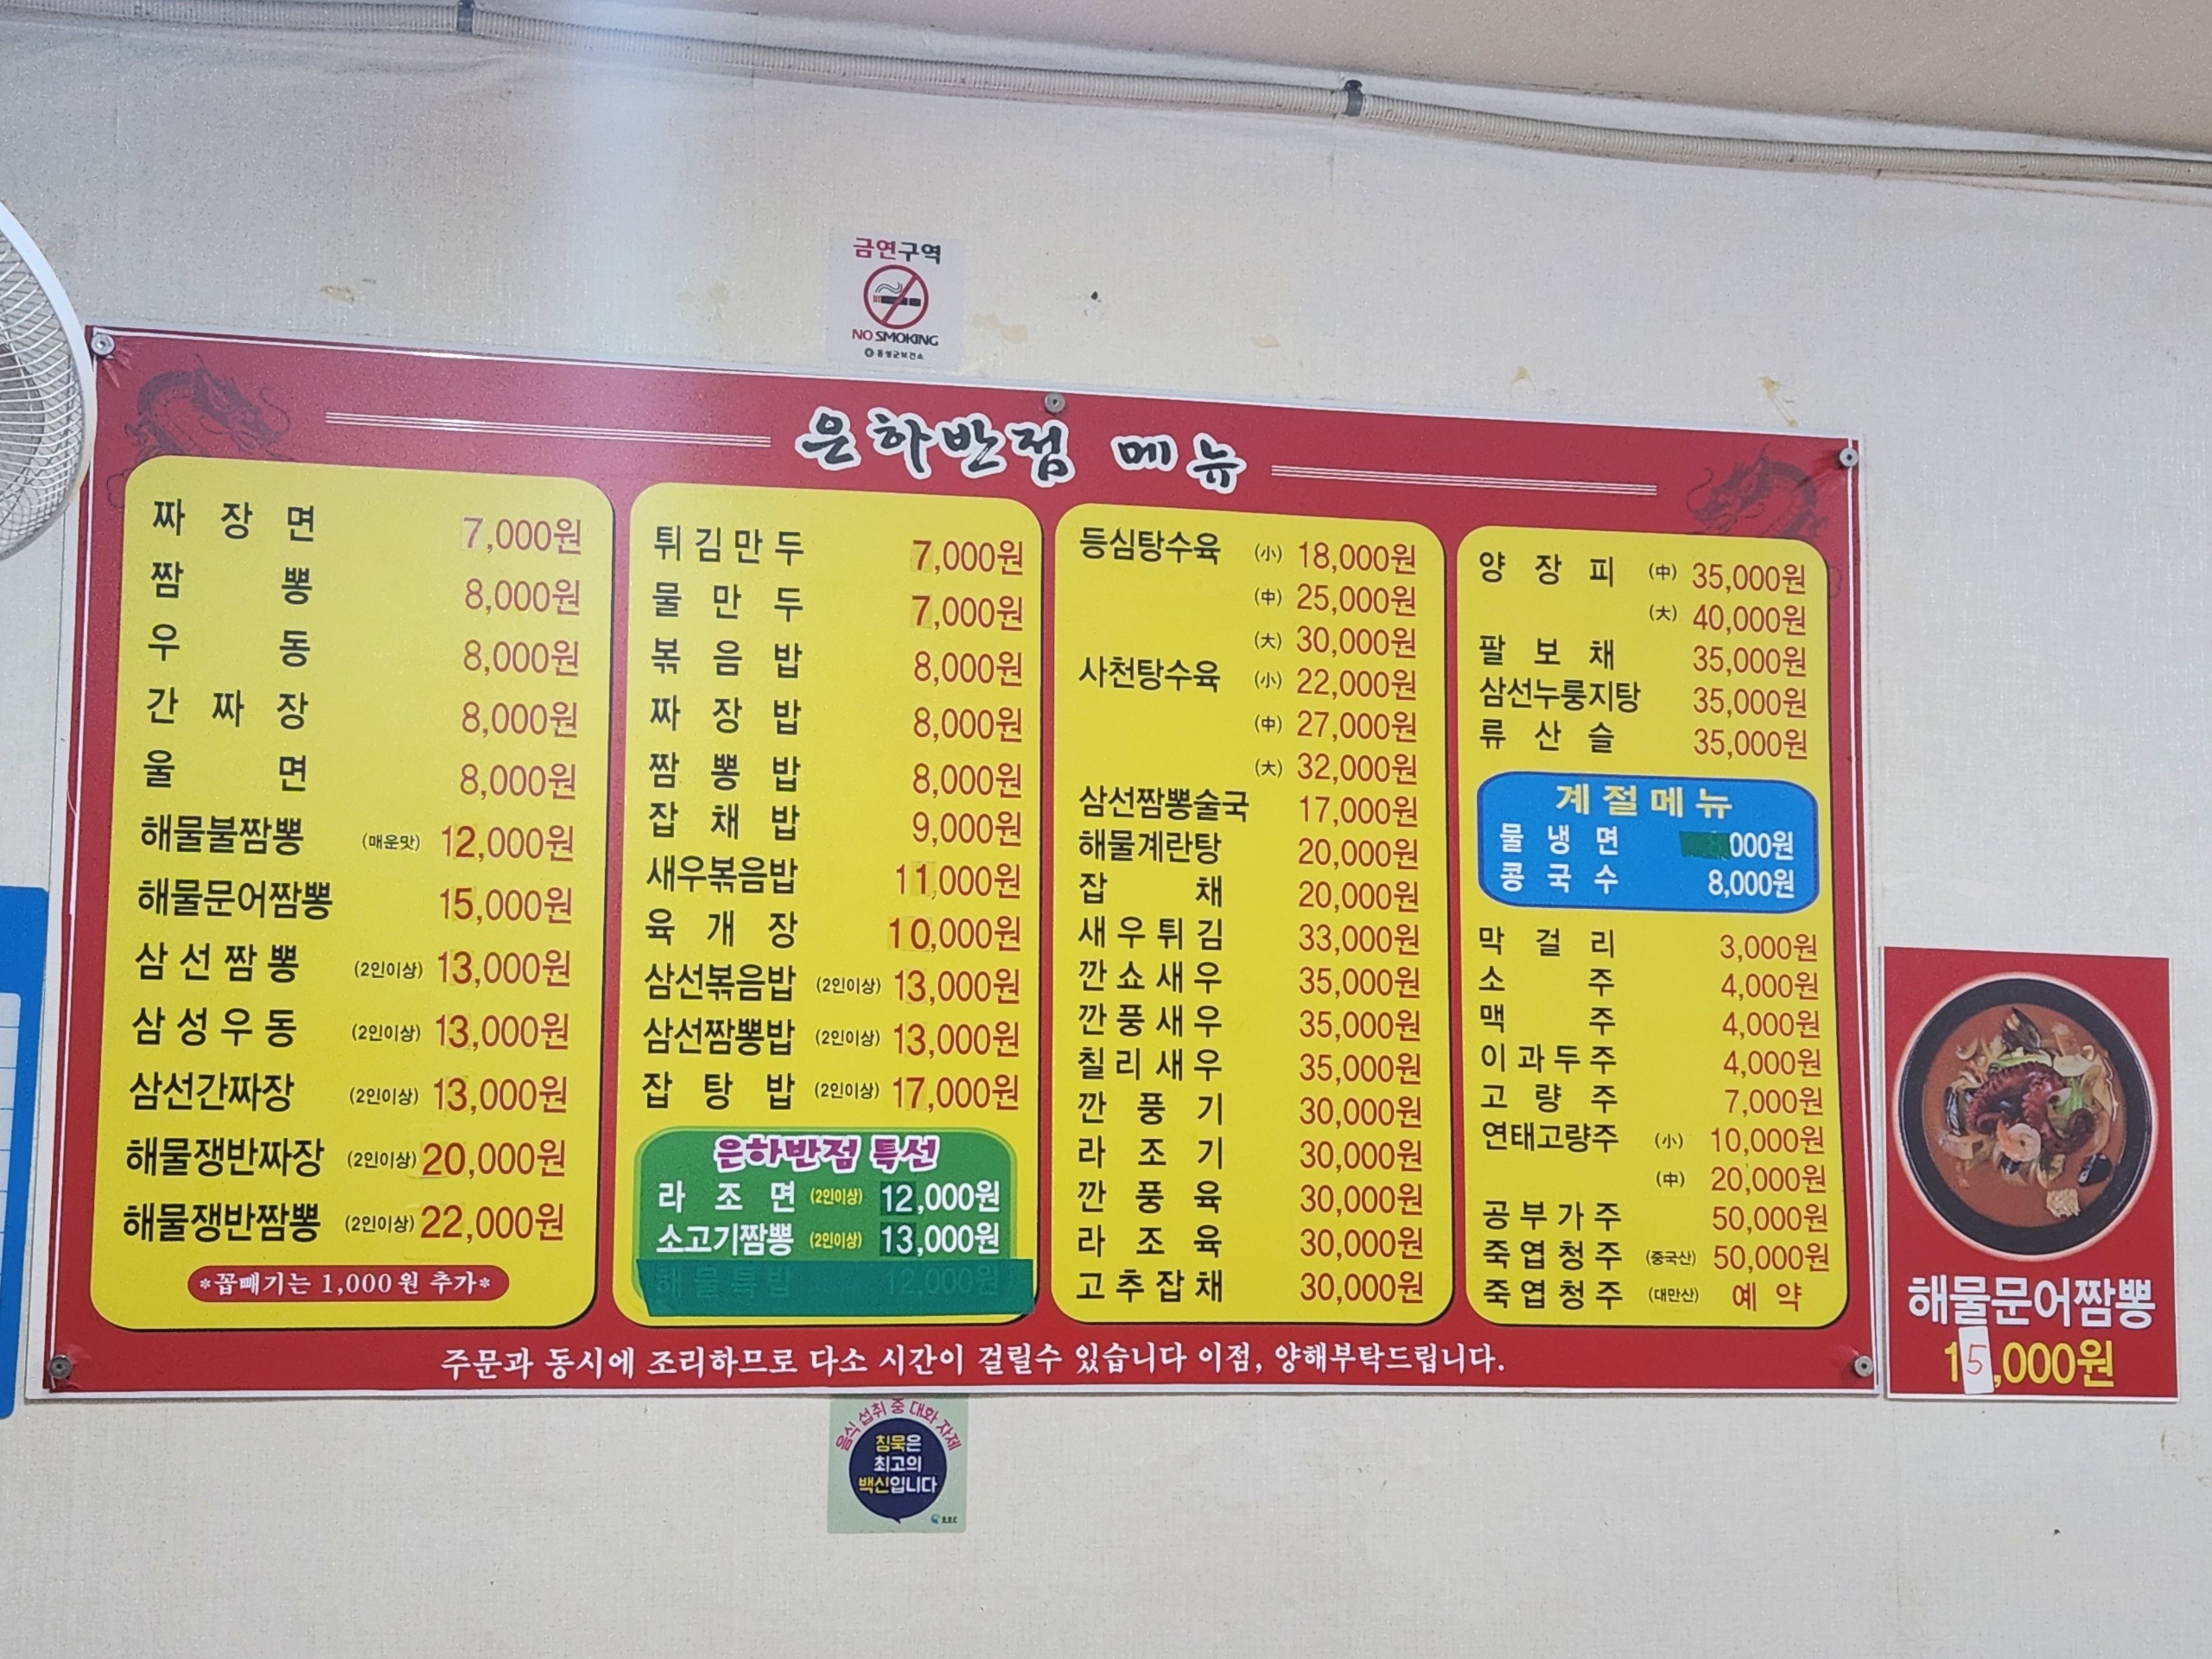 금연구역
NO SMOKING
은하반점 메뉴
짜장면 7,000원
짬뽕 8,000원
우동 8,000원
간짜장 8,000원
울면 8,000원
해물불짬뽕 (매운맛) 12,000원
해물문어짬뽕 15,000원
삼선짬뽕 (2인이상) 13,000원
삼성우동 (2인이상) 13,000원
삼선간짜장 (2인이상) 13,000원
해물쟁반짜장 (2인이상) 20,000원
해물쟁반짬뽕 (2인이상) 22,000원
*꼽빼기는 1,000원 추가*
튀김만두 7,000원
물만두 7,000원
볶음밥 8,000원
짜장밥 8,000원
짬뽕밥 8,000원
잡채밥 9,000원
새우볶음밥 11,000원
육개장 10,000원
삼선볶음밥 (2인이상) 13,000원
삼선짬뽕밥 (2인이상) 13,000원
잡탕밥 (2인이상) 17,000원
은하반점 특선
라조면 (2인이상) 12,000원
소고기짬뽕 (2인이상) 13,000원
해물특밥 12,000원
등심탕수육 (小) 18,000원
(中) 25,000원
(大) 30,000원
사천탕수육 (小) 22,000원
(中) 27,000원
(大) 32,000원
삼선짬뽕술국 17,000원
해물계란탕 20,000원
잡채 20,000원
새우튀김 33,000원
깐쇼새우 35,000원
깐풍새우 35,000원
칠리새우 35,000원
깐풍기 30,000원
라조기 30,000원
깐풍육 30,000원
라조육 30,000원
고추잡채 30,000원
양장피 (中) 35,000원
(大) 40,000원
팔보채 35,000원
삼선누룽지탕 35,000원
류산슬 35,000원
계절메뉴
물냉면 000원
콩국수 8,000원
막걸리 3,000원
소주 4,000원
맥주 4,000원
이과두주 4,000원
고량주 7,000원
연태고량주 (小) 10,000원
(中) 20,000원
공부가주 50,000원
죽엽청주 (중국산) 50,000원
죽엽청주 (대만산) 예약
주문과 동시에 조리하므로 다소 시간이 걸릴수 있습니다 이점, 양해부탁드립니다.
해물문어짬뽕
15,000원
음식 섭취 중 대화 자제
침묵은
최고의
백신입니다